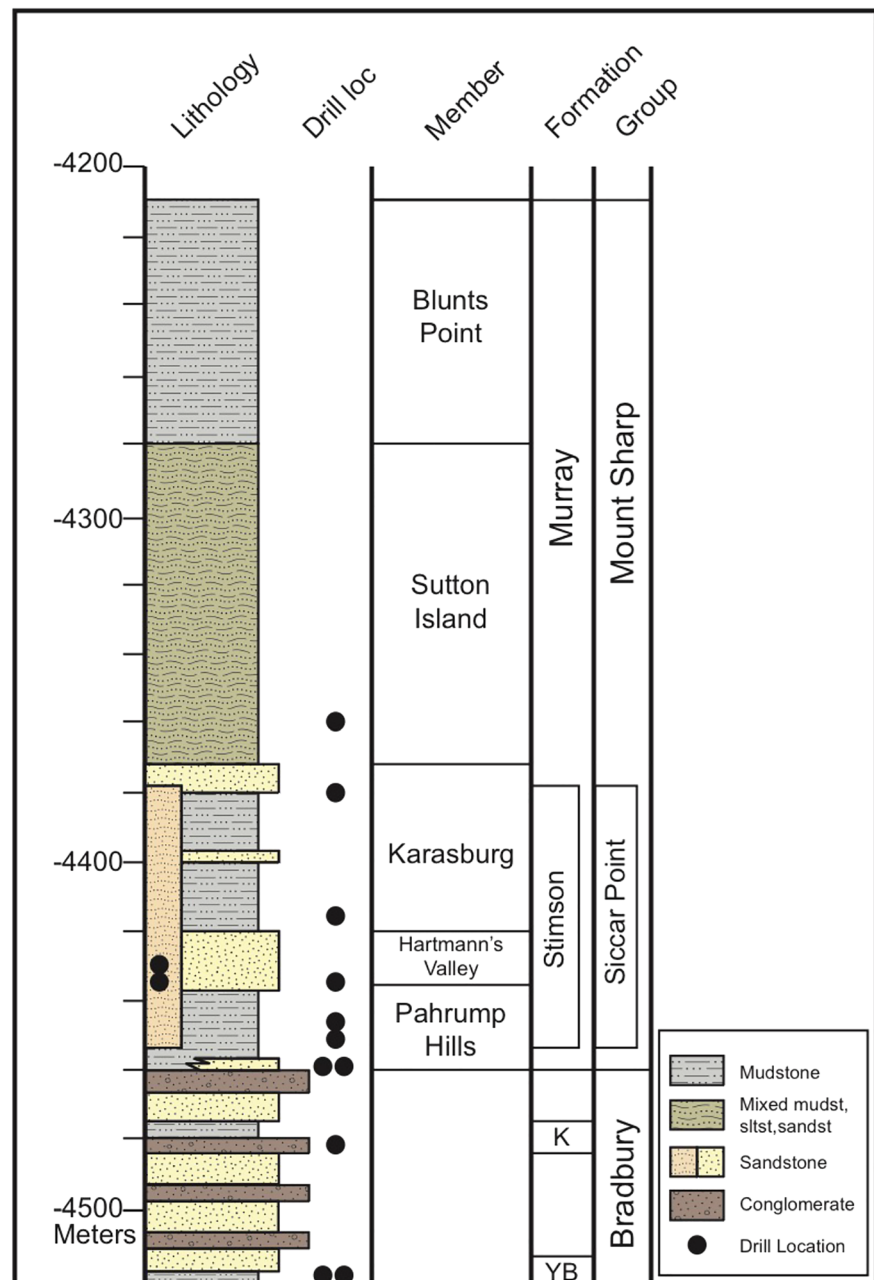 Lithology
Drill loc
Member
Formation
Group
-4200
Blunts
Point
Murray
Mount Sharp
-4300
Sutton
Island
-4400
Karasburg
Stimson
Siccar Point
Hartmann's
Valley
Pahrump
Hills
K
Bradbury
-4500
Meters
YB
Mudstone
Mixed mudst,
sltst,sandst
Sandstone
Conglomerate
Drill Location